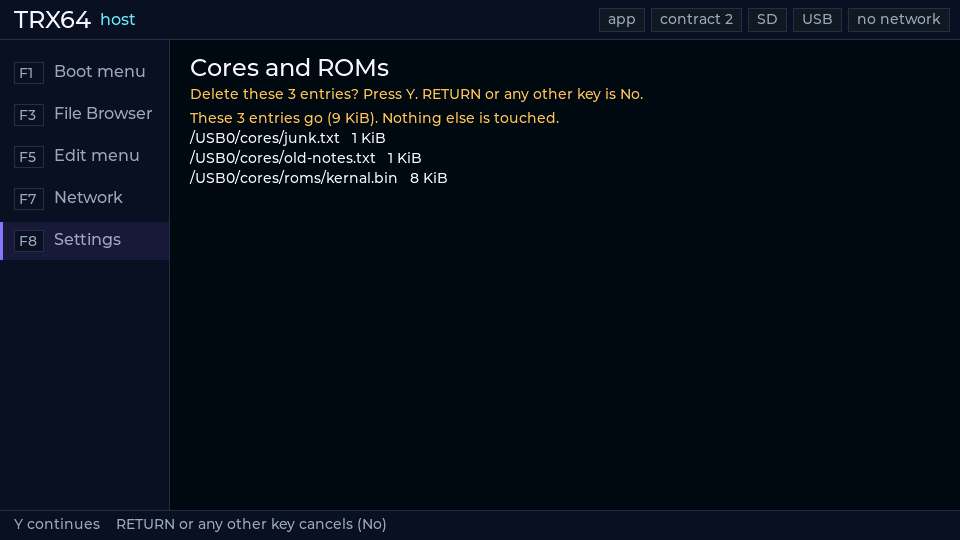 TRX64 host
app contract 2 SD USB no network
F1 Boot menu
F3 File Browser
F5 Edit menu
F7 Network
F8 Settings
Cores and ROMs
Delete these 3 entries? Press Y. RETURN or any other key is No.
These 3 entries go (9 KiB). Nothing else is touched.
/USB0/cores/junk.txt 1 KiB
/USB0/cores/old-notes.txt 1 KiB
/USB0/cores/roms/kernal.bin 8 KiB
Y continues RETURN or any other key cancels (No)